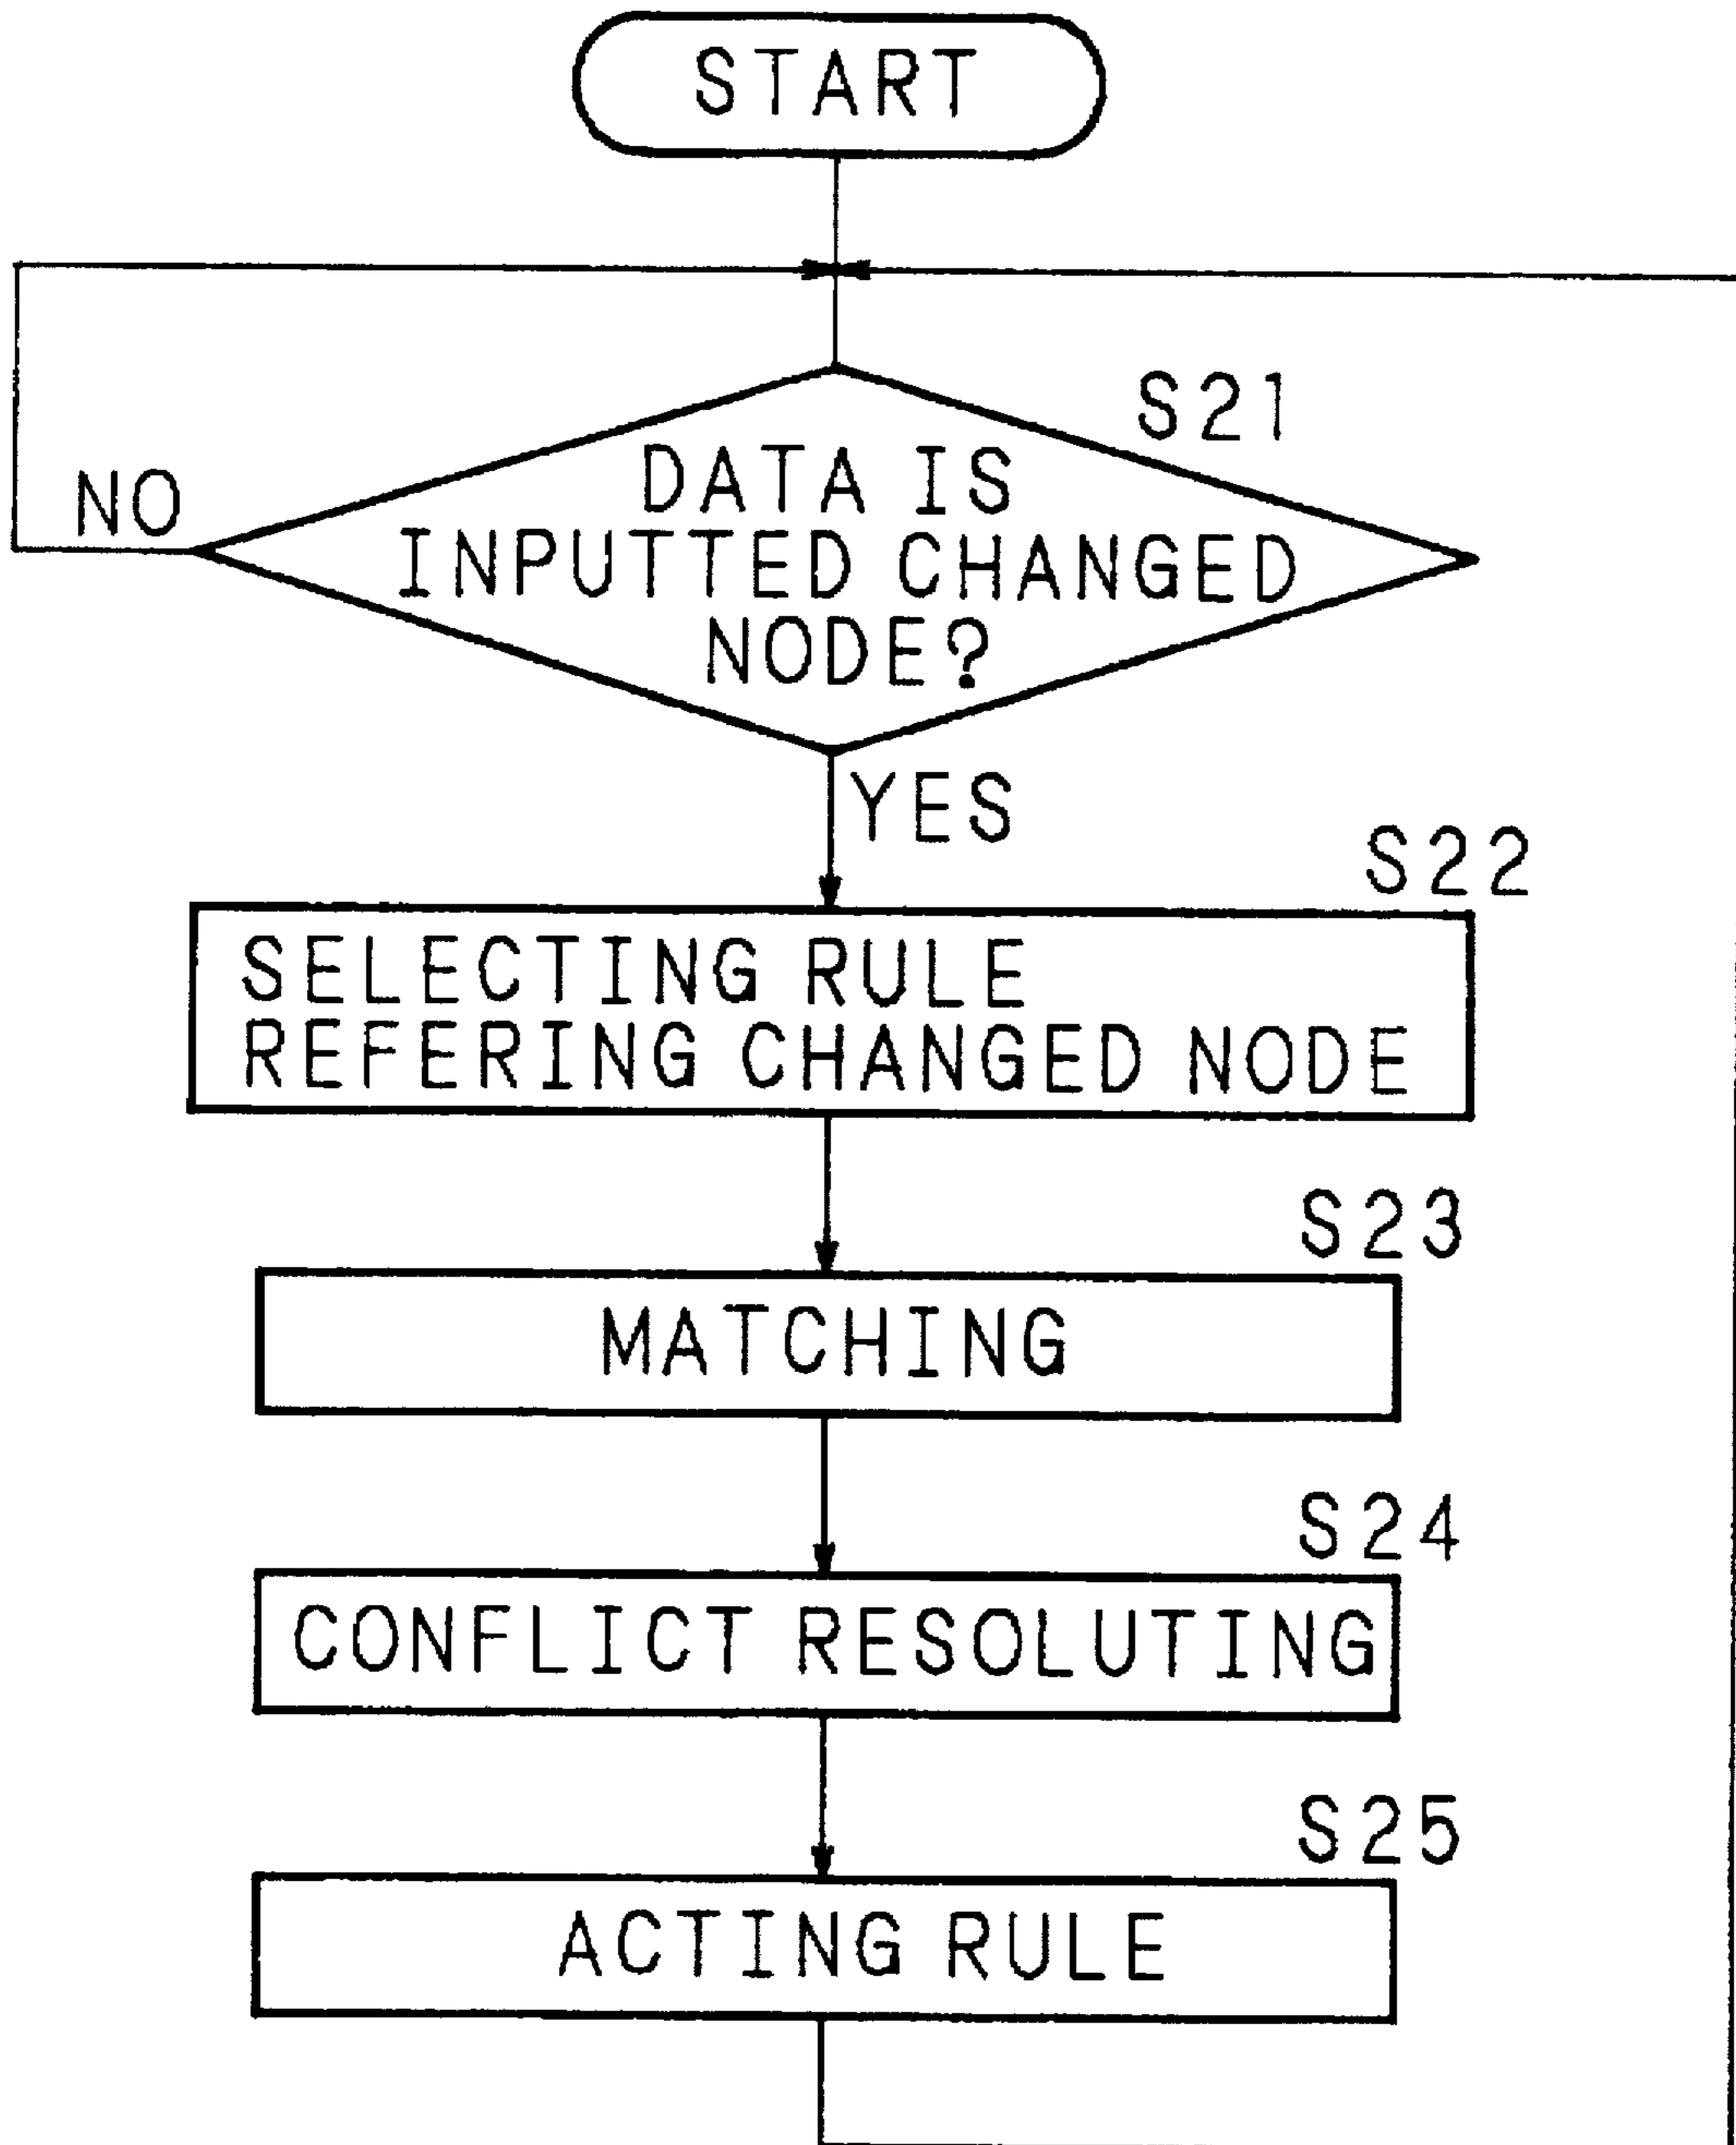 START
S21
DATA IS
INPUTTED CHANGED
NODE?
NO
YES
S22
SELECTING RULE
REFERING CHANGED NODE
S23
MATCHING
S24
CONFLICT RESOLUTING
S25
ACTING RULE